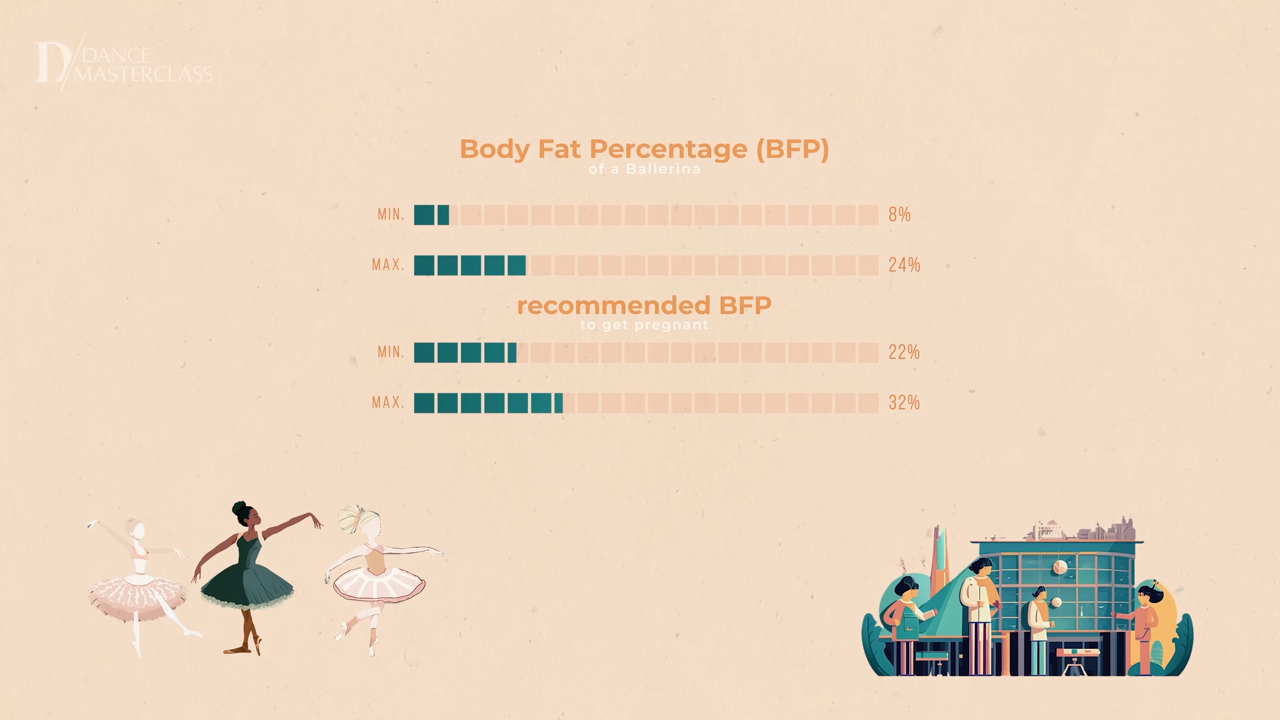 D/DANCE
MASTERCLASS
Body Fat Percentage (BFP)
of a Ballerina
MIN. 8%
MAX. 24%
recommended BFP
to get pregnant
MIN. 22%
MAX. 32%